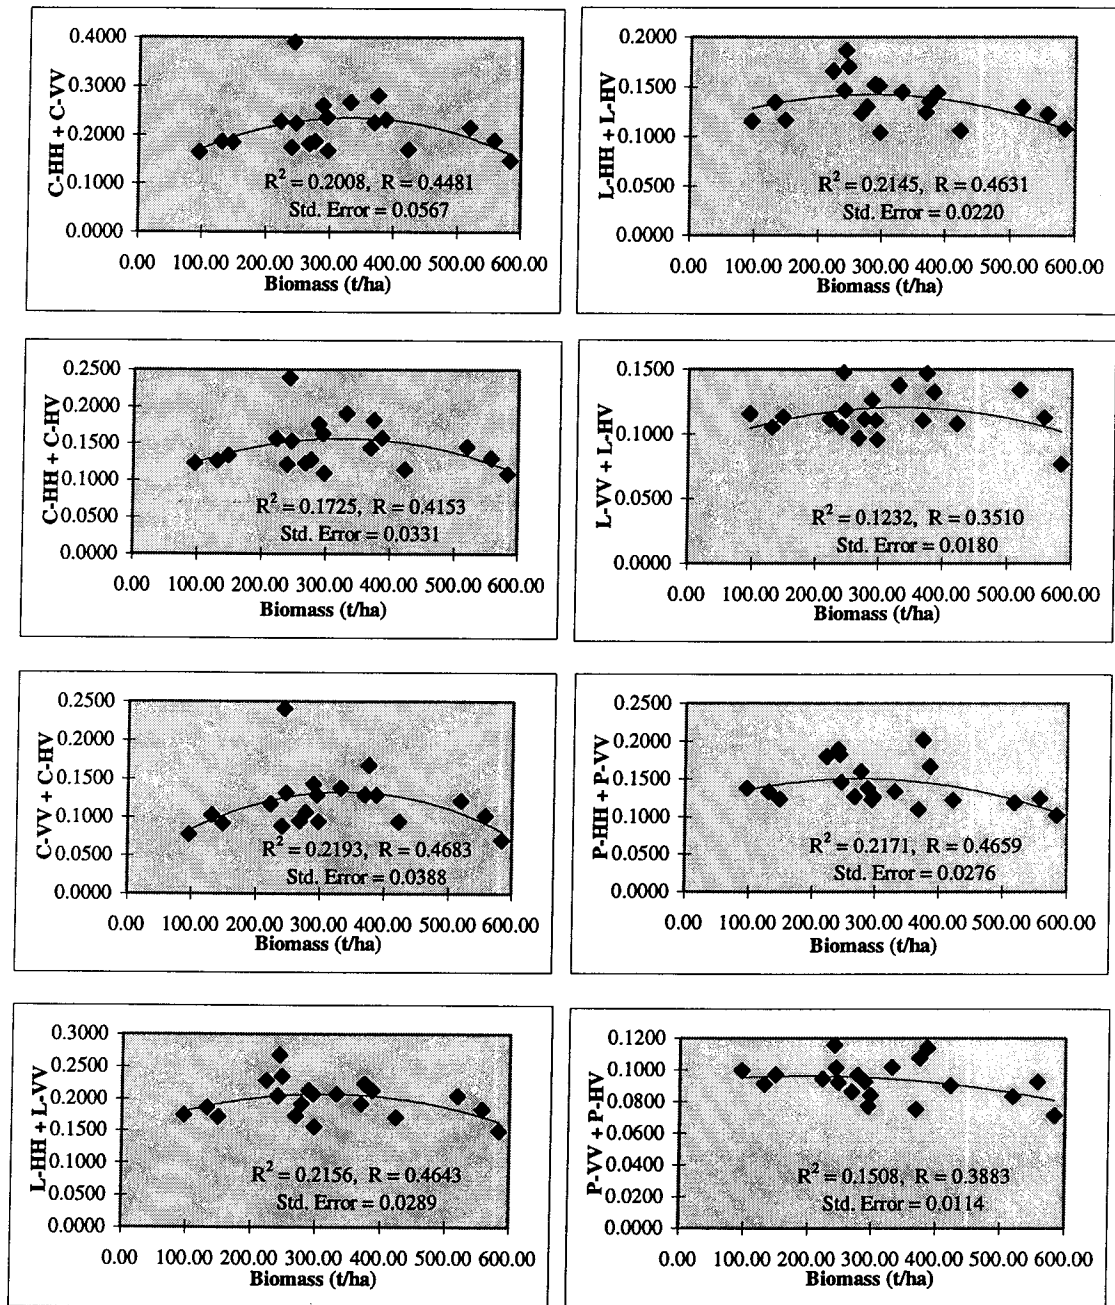 C-HH + C-VV
0.4000
0.3000
0.2000
0.1000
0.0000
R² = 0.2008, R = 0.4481
Std. Error = 0.0567
0.00 100.00 200.00 300.00 400.00 500.00 600.00
Biomass (t/ha)
L-HH + L-HV
0.2000
0.1500
0.1000
0.0500
0.0000
R² = 0.2145, R = 0.4631
Std. Error = 0.0220
0.00 100.00 200.00 300.00 400.00 500.00 600.00
Biomass (t/ha)
C-HH + C-HV
0.2500
0.2000
0.1500
0.1000
0.0500
0.0000
R² = 0.1725, R = 0.4153
Std. Error = 0.0331
0.00 100.00 200.00 300.00 400.00 500.00 600.00
Biomass (t/ha)
L-VV + L-HV
0.1500
0.1000
0.0500
0.0000
R² = 0.1232, R = 0.3510
Std. Error = 0.0180
0.00 100.00 200.00 300.00 400.00 500.00 600.00
Biomass (t/ha)
C-VV + C-HV
0.2500
0.2000
0.1500
0.1000
0.0500
0.0000
R² = 0.2193, R = 0.4683
Std. Error = 0.0388
0.00 100.00 200.00 300.00 400.00 500.00 600.00
Biomass (t/ha)
P-HH + P-VV
0.2500
0.2000
0.1500
0.1000
0.0500
0.0000
R² = 0.2171, R = 0.4659
Std. Error = 0.0276
0.00 100.00 200.00 300.00 400.00 500.00 600.00
Biomass (t/ha)
L-HH + L-VV
0.3000
0.2500
0.2000
0.1500
0.1000
0.0500
0.0000
R² = 0.2156, R = 0.4643
Std. Error = 0.0289
0.00 100.00 200.00 300.00 400.00 500.00 600.00
Biomass (t/ha)
P-VV + P-HV
0.1200
0.1000
0.0800
0.0600
0.0400
0.0200
0.0000
R² = 0.1508, R = 0.3883
Std. Error = 0.0114
0.00 100.00 200.00 300.00 400.00 500.00 600.00
Biomass (t/ha)